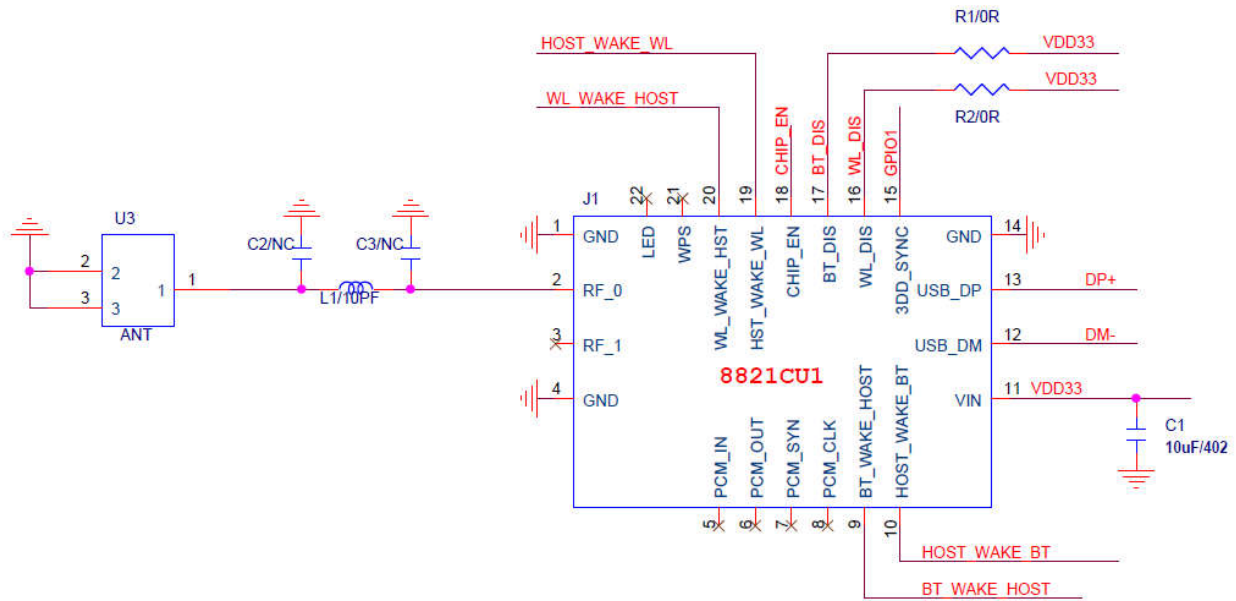 R1/0R
HOST_WAKE_WL
VDD33
WL_WAKE_HOST
VDD33
R2/0R
CHIP_EN
BT_DIS
WL_DIS
GPIO1
J1
22
21
20
19
18
17
16
15
U3
C2/NC
C3/NC
1
GND
LED
WPS
WL_WAKE_HST
HST_WAKE_WL
CHIP_EN
BT_DIS
WL_DIS
3DD_SYNC
GND
14
2
2
1
1
L1/10PF
2
RF_0
USB_DP
13
DP+
3
3
ANT
3
RF_1
USB_DM
12
DM-
8821CU1
4
GND
VIN
11
VDD33
C1
10uF/402
PCM_IN
PCM_OUT
PCM_SYN
PCM_CLK
BT_WAKE_HOST
HOST_WAKE_BT
5
6
7
8
9
10
HOST_WAKE_BT
BT_WAKE_HOST